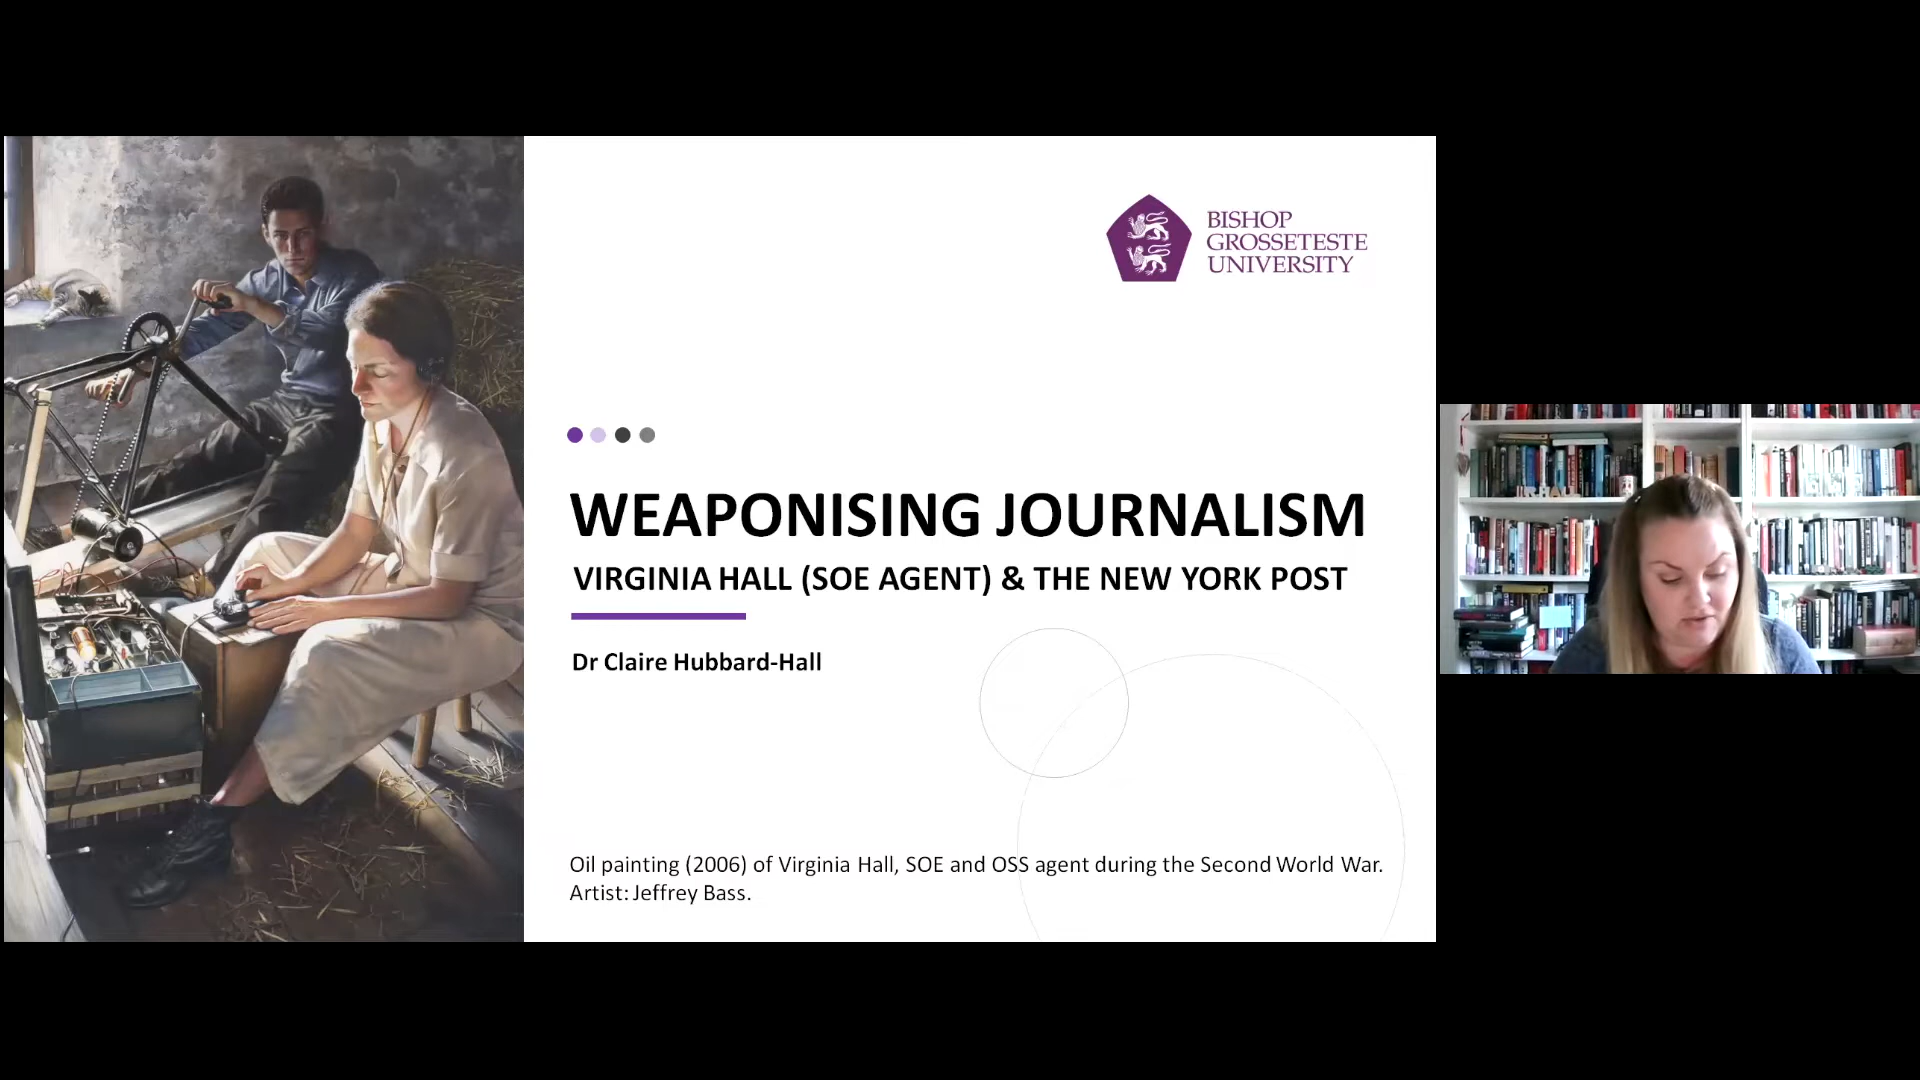 BISHOP
GROSSETESTE
UNIVERSITY
WEAPONISING JOURNALISM
VIRGINIA HALL (SOE AGENT) & THE NEW YORK POST
Dr Claire Hubbard-Hall
Oil painting (2006) of Virginia Hall, SOE and OSS agent during the Second World War.
Artist: Jeffrey Bass.